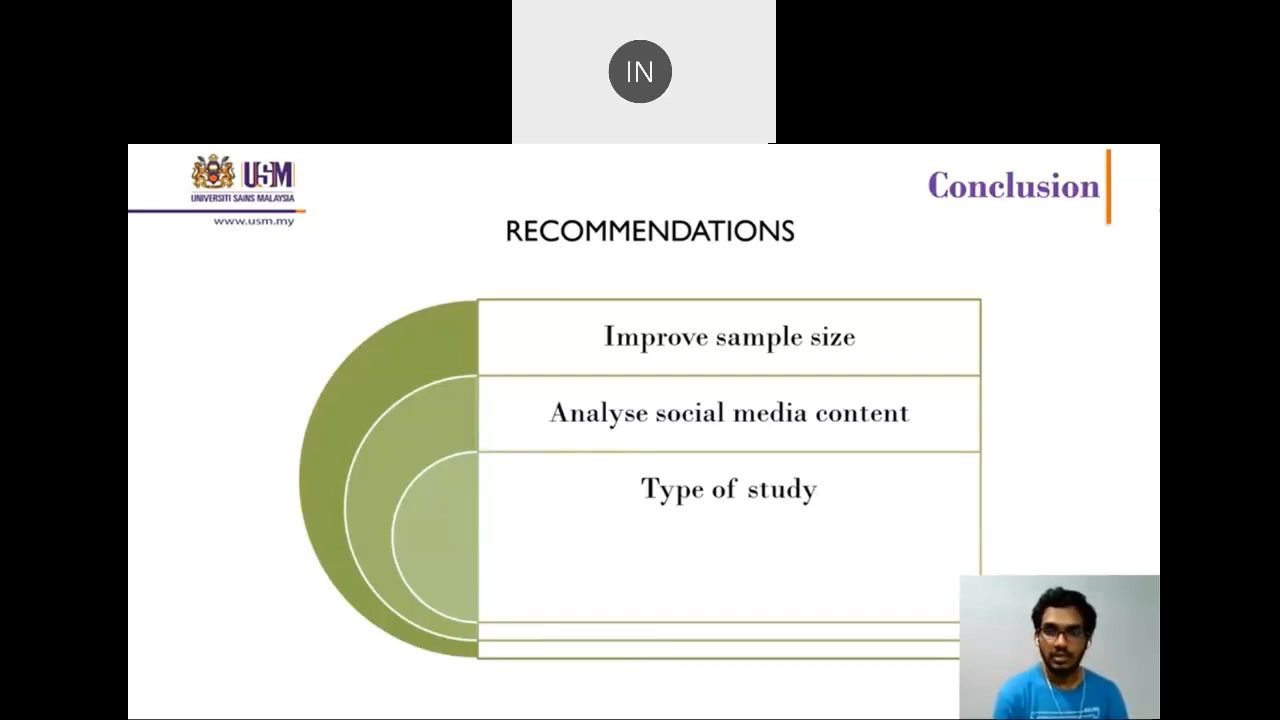 IN
USM
UNIVERSITI SAINS MALAYSIA
www.usm.my
Conclusion
RECOMMENDATIONS
Improve sample size
Analyse social media content
Type of study